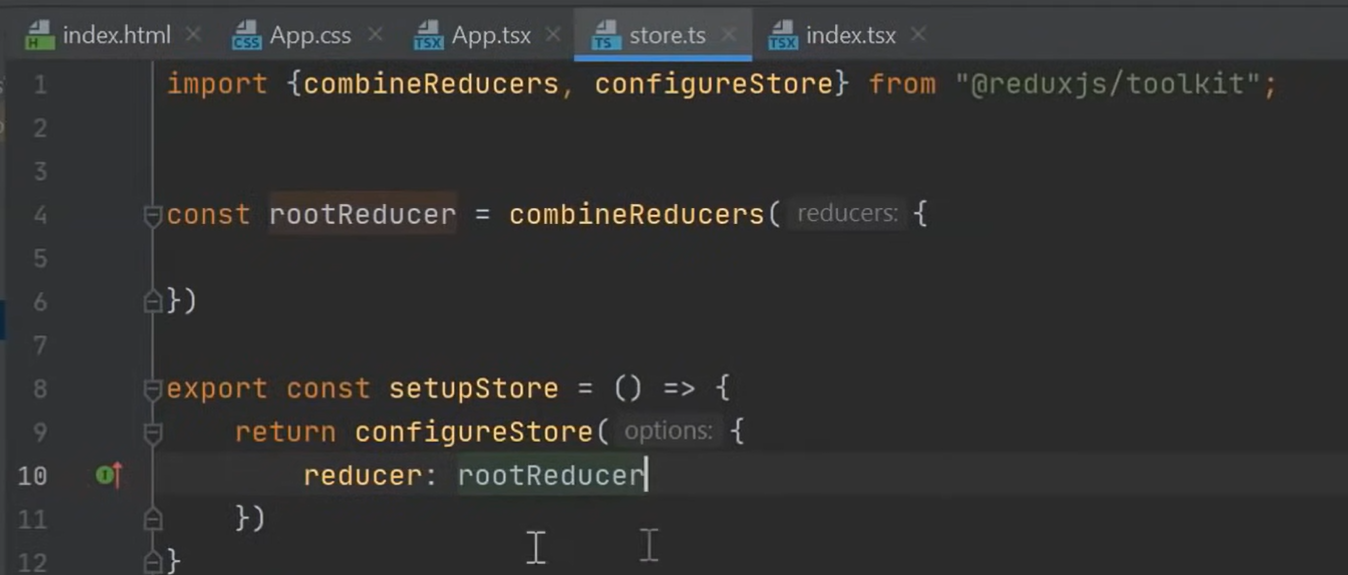 index.html App.css App.tsx store.ts index.tsx
1 import {combineReducers, configureStore} from "@reduxjs/toolkit";
2
3
4 const rootReducer = combineReducers( reducers: {
5
6 })
7
8 export const setupStore = () => {
9 return configureStore( options: {
10 reducer: rootReducer
11 })
12 }